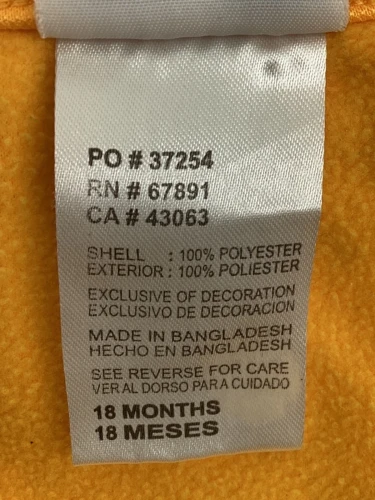 PO # 37254
RN # 67891
CA # 43063
SHELL : 100% POLYESTER
EXTERIOR : 100% POLIESTER
EXCLUSIVE OF DECORATION
EXCLUSIVO DE DECORACION
MADE IN BANGLADESH
HECHO EN BANGLADESH
SEE REVERSE FOR CARE
VER AL DORSO PARA CUIDADO
18 MONTHS
18 MESES